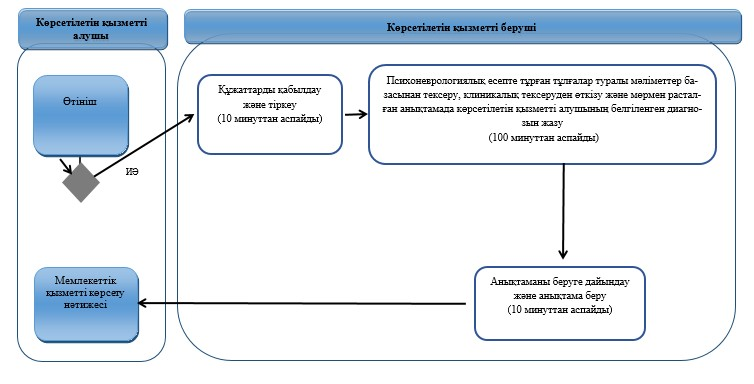 Көрсетілетін қызметті
алушы
Көрсетілетін қызметті беруші
Өтініш
ИӘ
Құжаттарды қабылдау
және тіркеу
(10 минуттан аспайды)
Психоневрологиялық есепте тұрған тұлғалар туралы мәліметтер ба-
засынан тексеру, клиникалық тексеруден өткізу және мөрмен растал-
ған анықтамада көрсетілетін қызметті алушының белгіленген диагно-
зын жазу
(100 минуттан аспайды)
Анықтаманы беруге дайындау
және анықтама беру
(10 минуттан аспайды)
Мемлекеттік
қызметті көрсету
нәтижесі